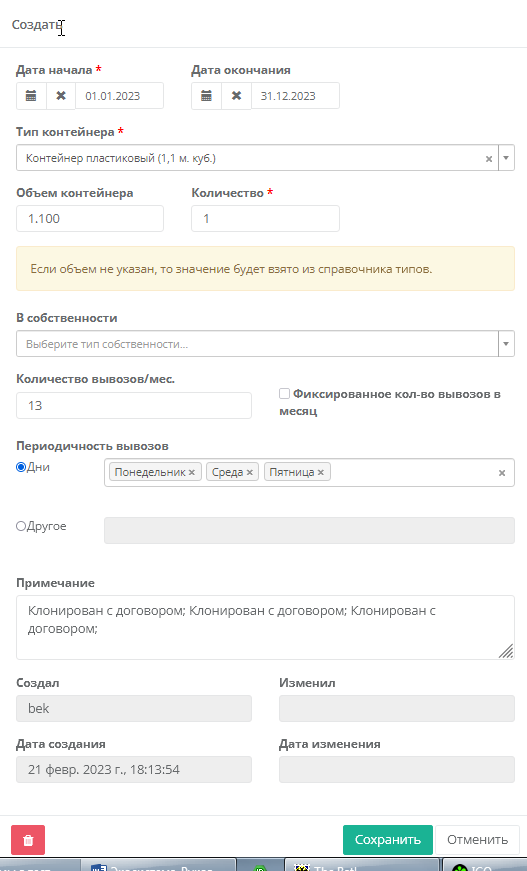 Создать
Дата начала * Дата окончания
01.01.2023 31.12.2023
Тип контейнера *
Контейнер пластиковый (1,1 м. куб.)
Объем контейнера Количество *
1.100 1
Если объем не указан, то значение будет взято из справочника типов.
В собственности
Выберите тип собственности...
Количество вывозов/мес.
13
Фиксированное кол-во вывозов в
месяц
Периодичность вывозов
Дни Понедельник × Среда × Пятница ×
Другое
Примечание
Клонирован с договором; Клонирован с договором; Клонирован с
договором;
Создал Изменил
bek
Дата создания Дата изменения
21 февр. 2023 г., 18:13:54
Сохранить Отменить